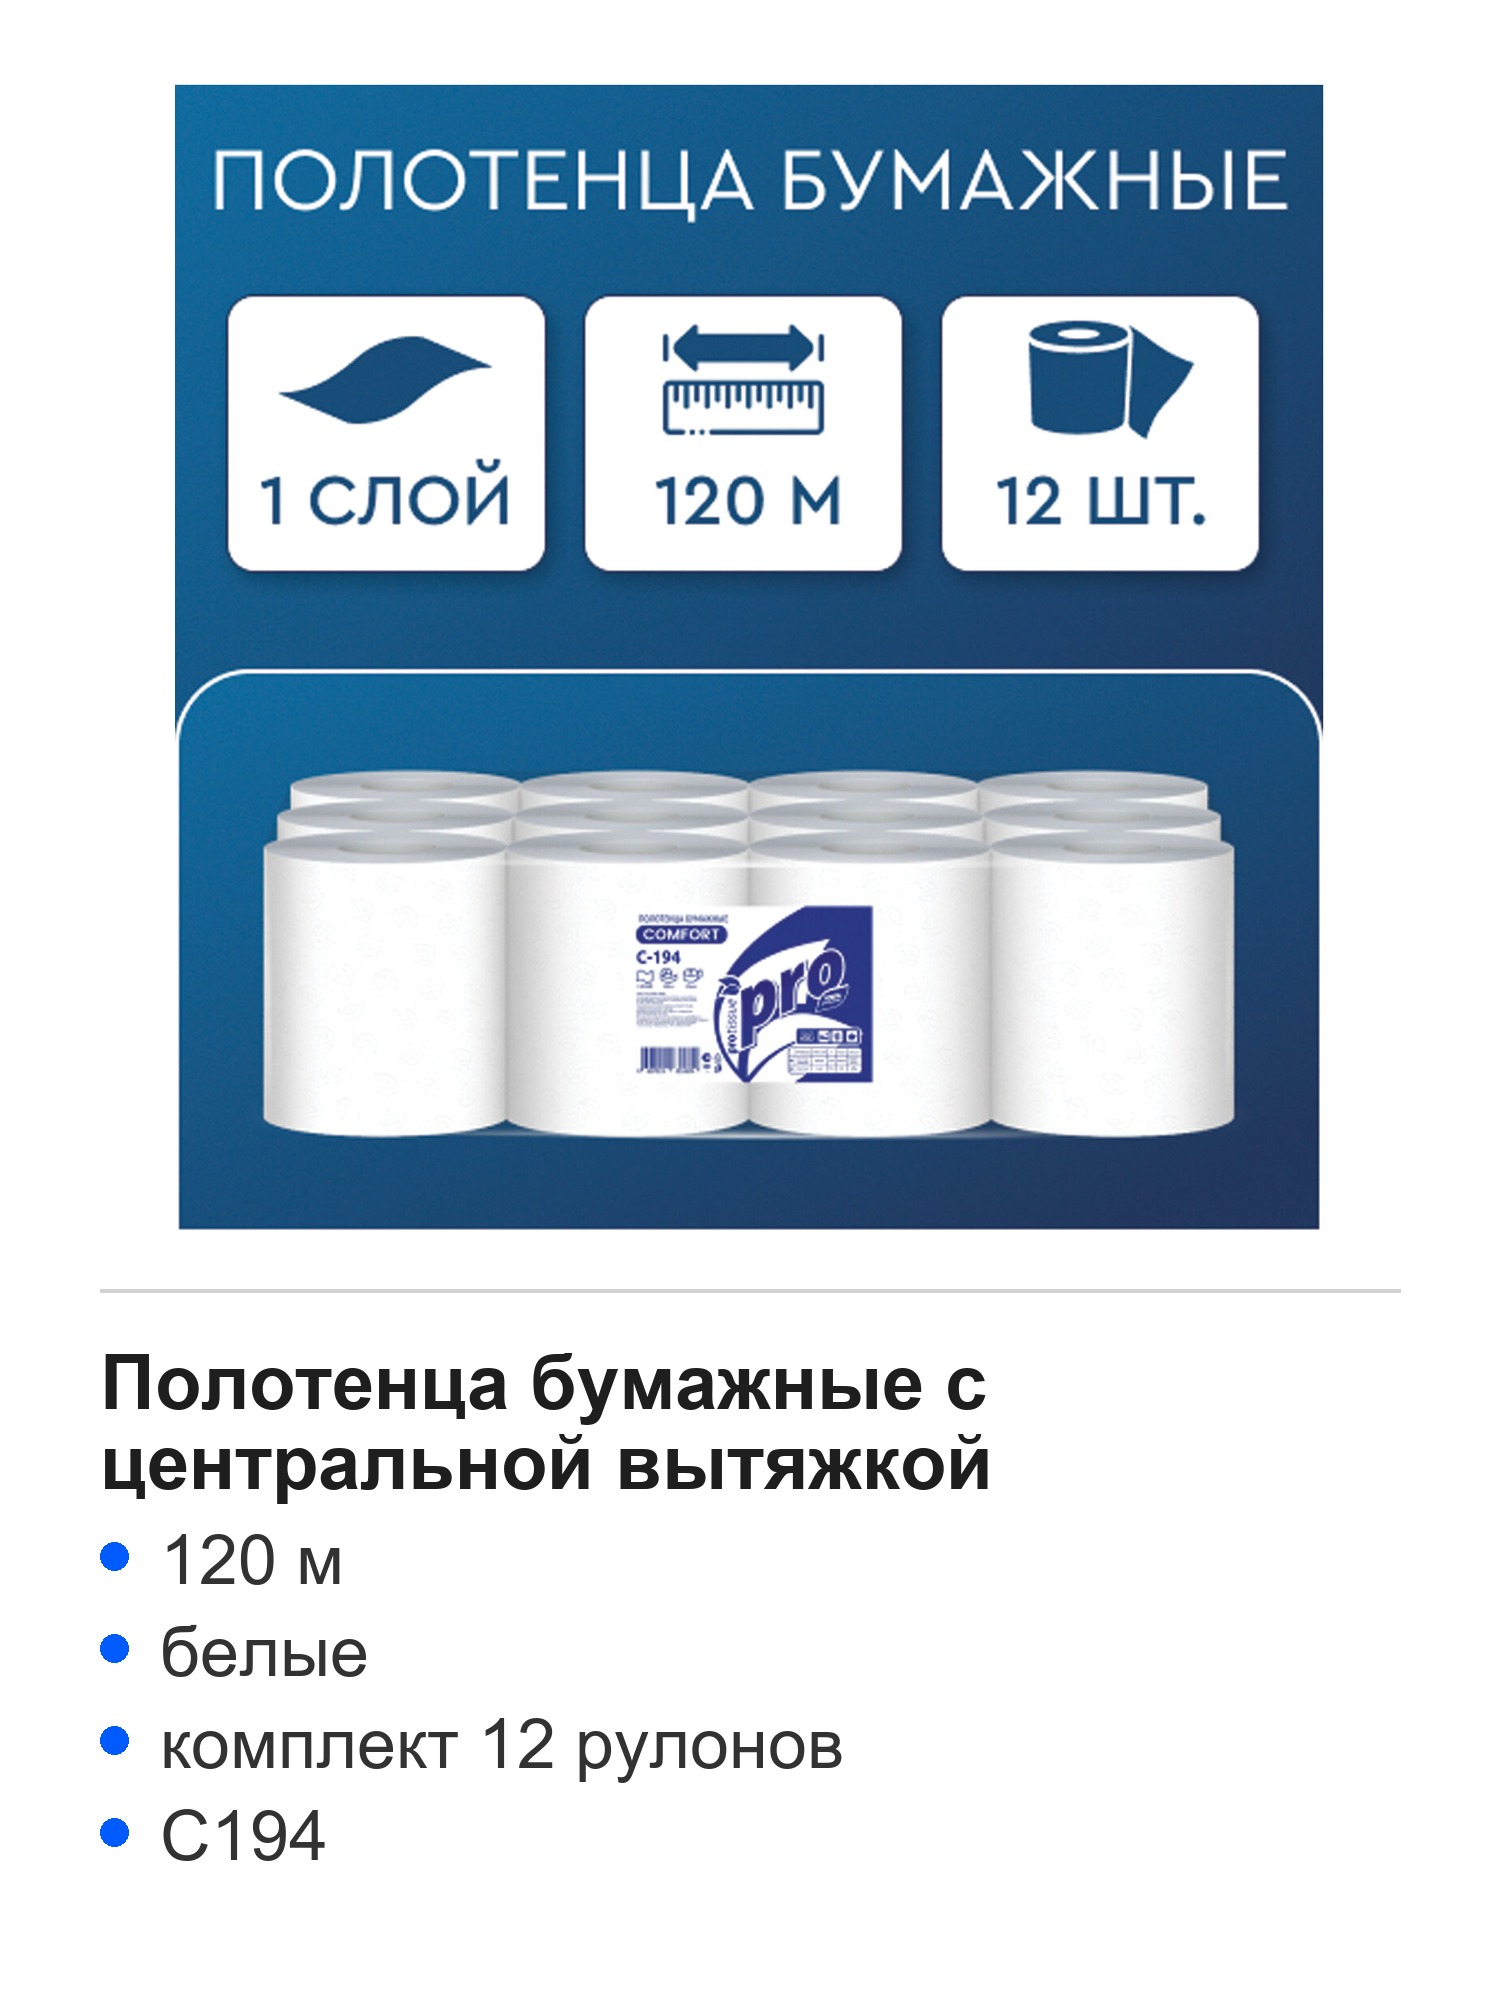 ПОЛОТЕНЦА БУМАЖНЫЕ
1 СЛОЙ
120 М
12 ШТ.
ПОЛОТЕНЦА БУМАЖНЫЕ
COMFORT
C-194
protissue
pro
Полотенца бумажные с
центральной вытяжкой
120 м
белые
комплект 12 рулонов
C194